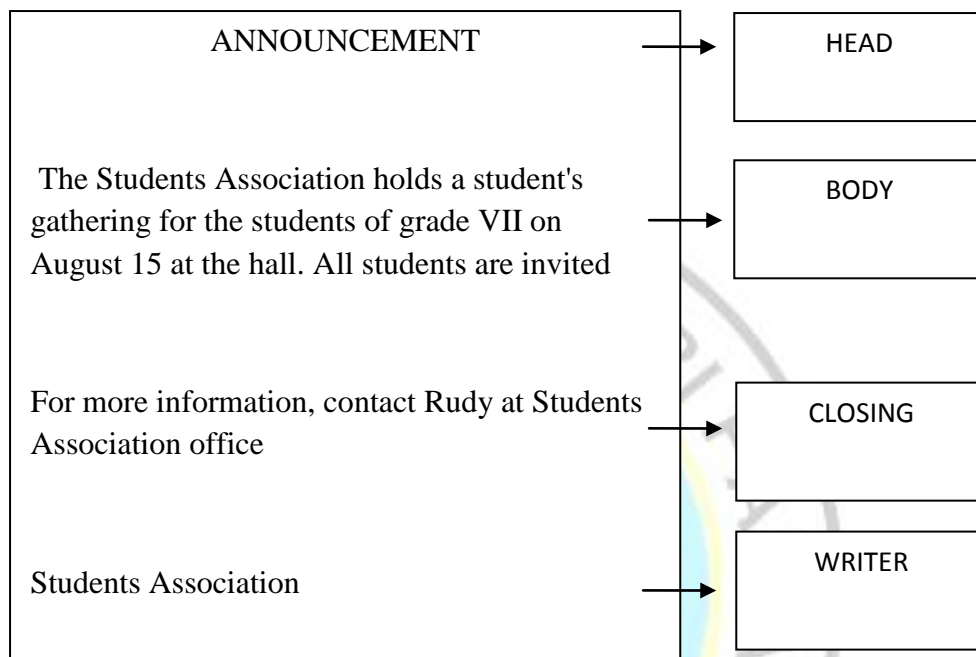 ANNOUNCEMENT
HEAD
The Students Association holds a student's
gathering for the students of grade VII on
August 15 at the hall. All students are invited
BODY
For more information, contact Rudy at Students
Association office
CLOSING
Students Association
WRITER